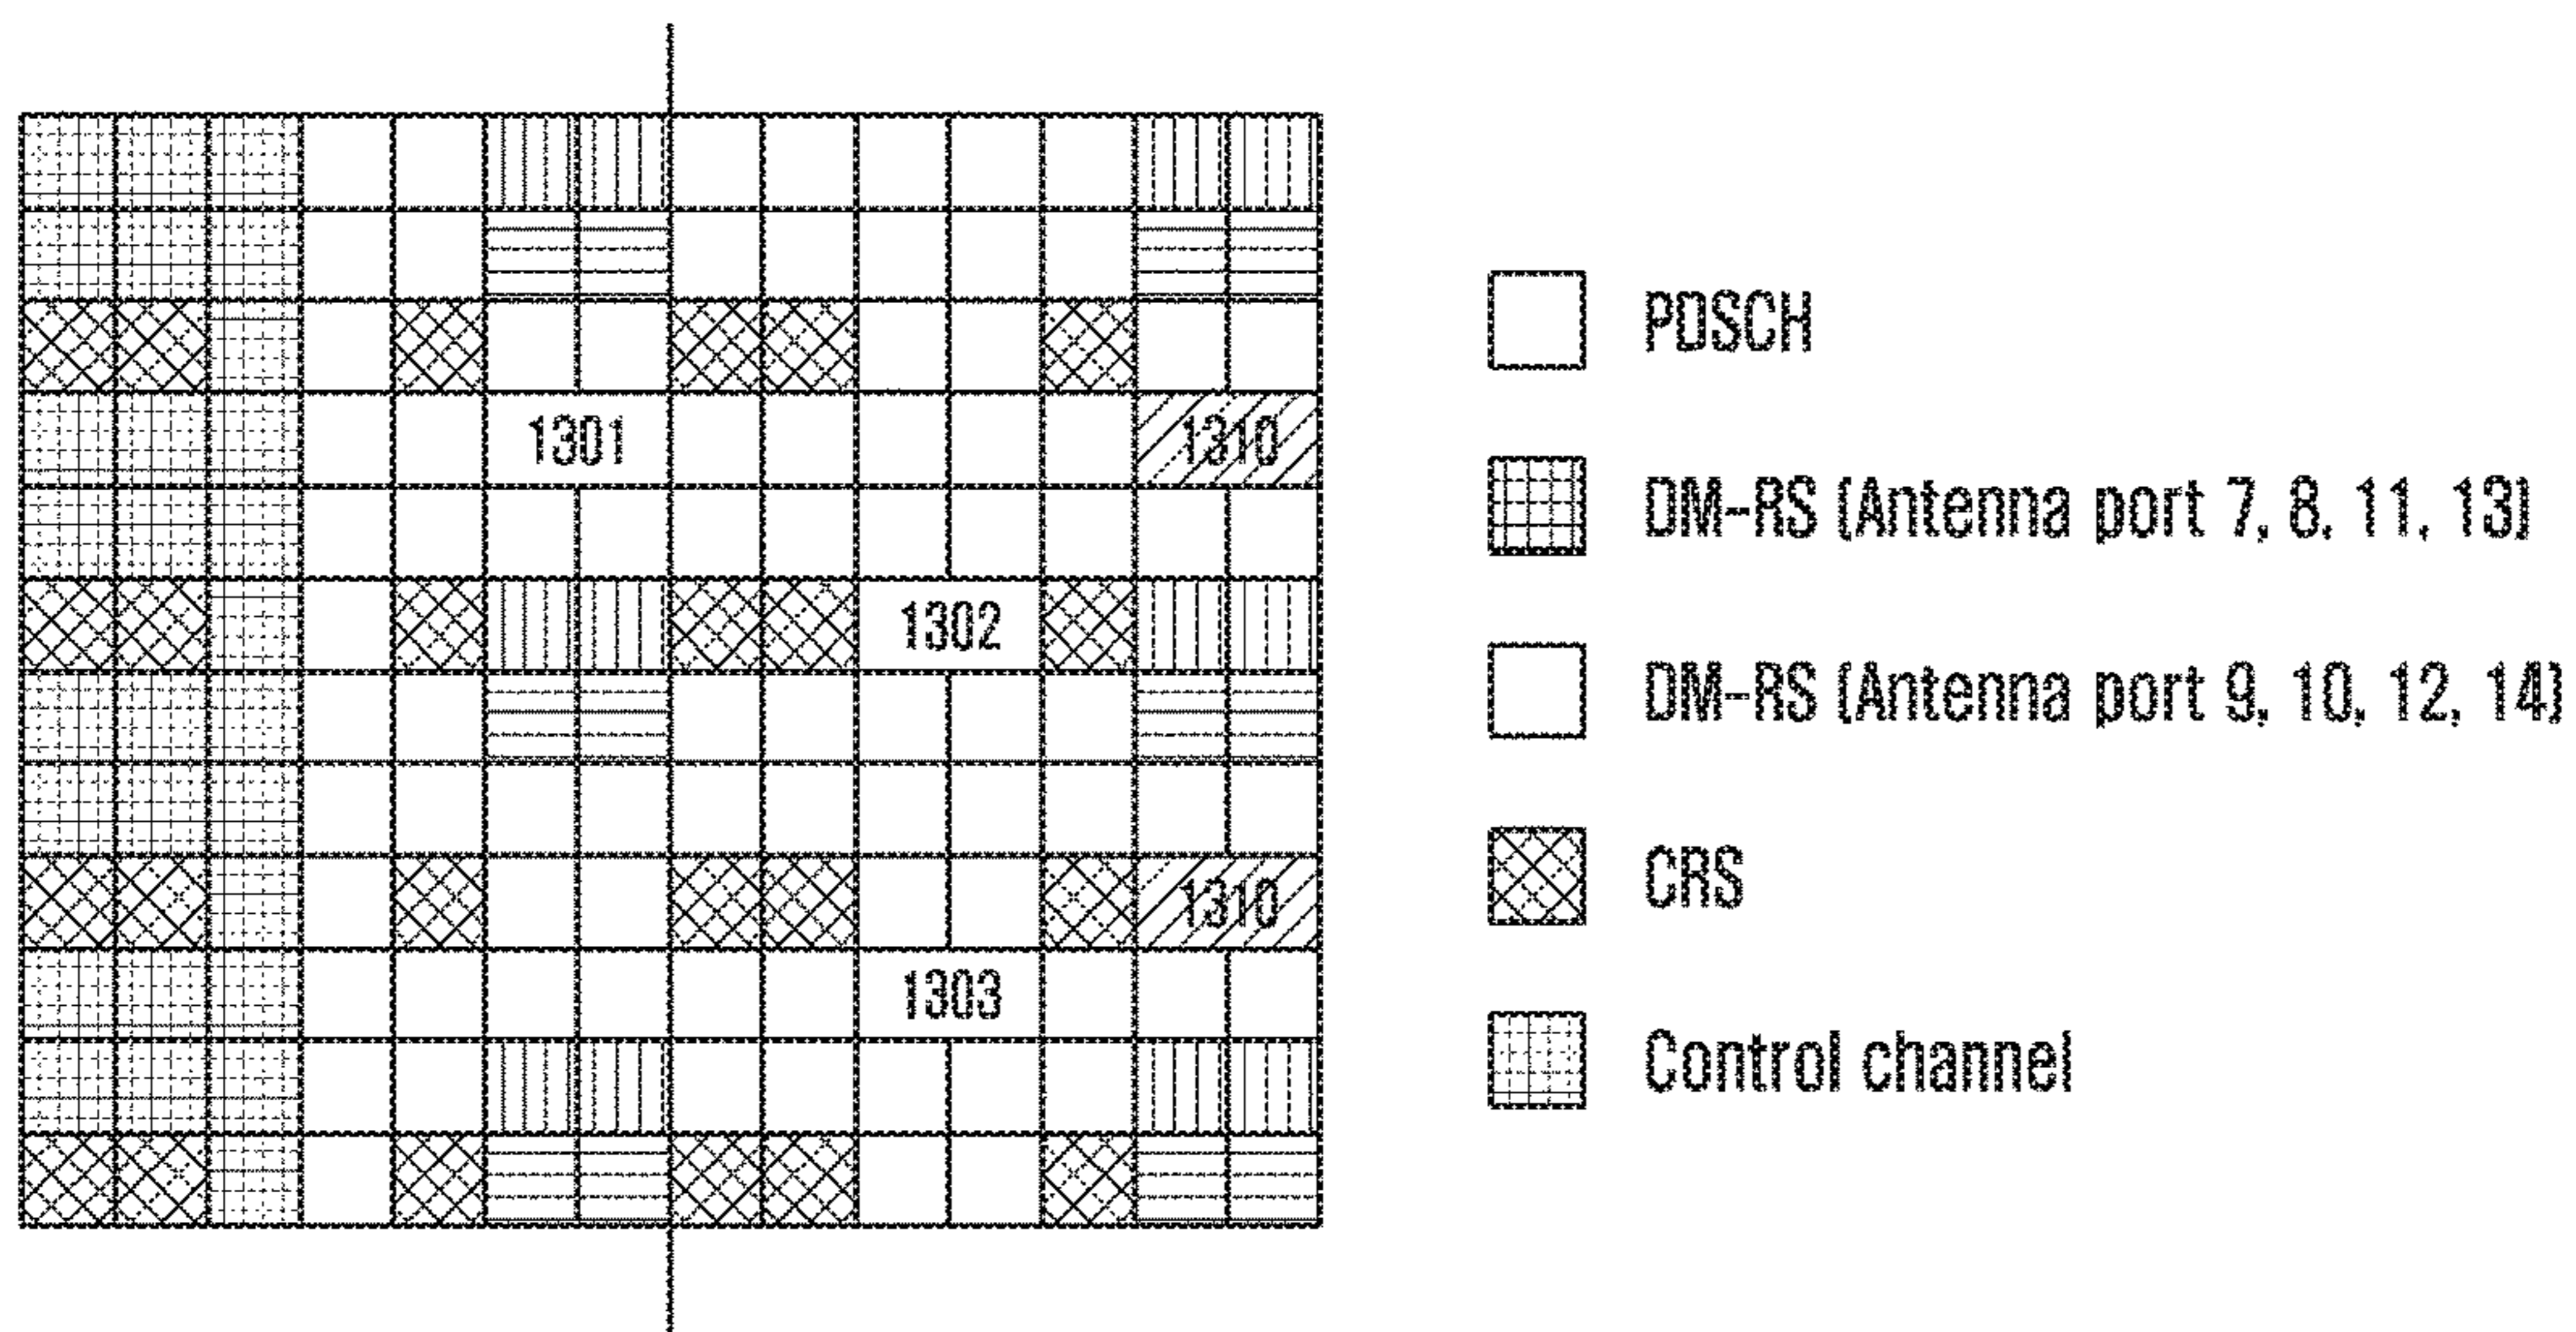 1301
1310
1302
1310
1303
PDSCH
DM-RS (Antenna port 7, 8, 11, 13)
DM-RS (Antenna port 9, 10, 12, 14)
CRS
Control channel